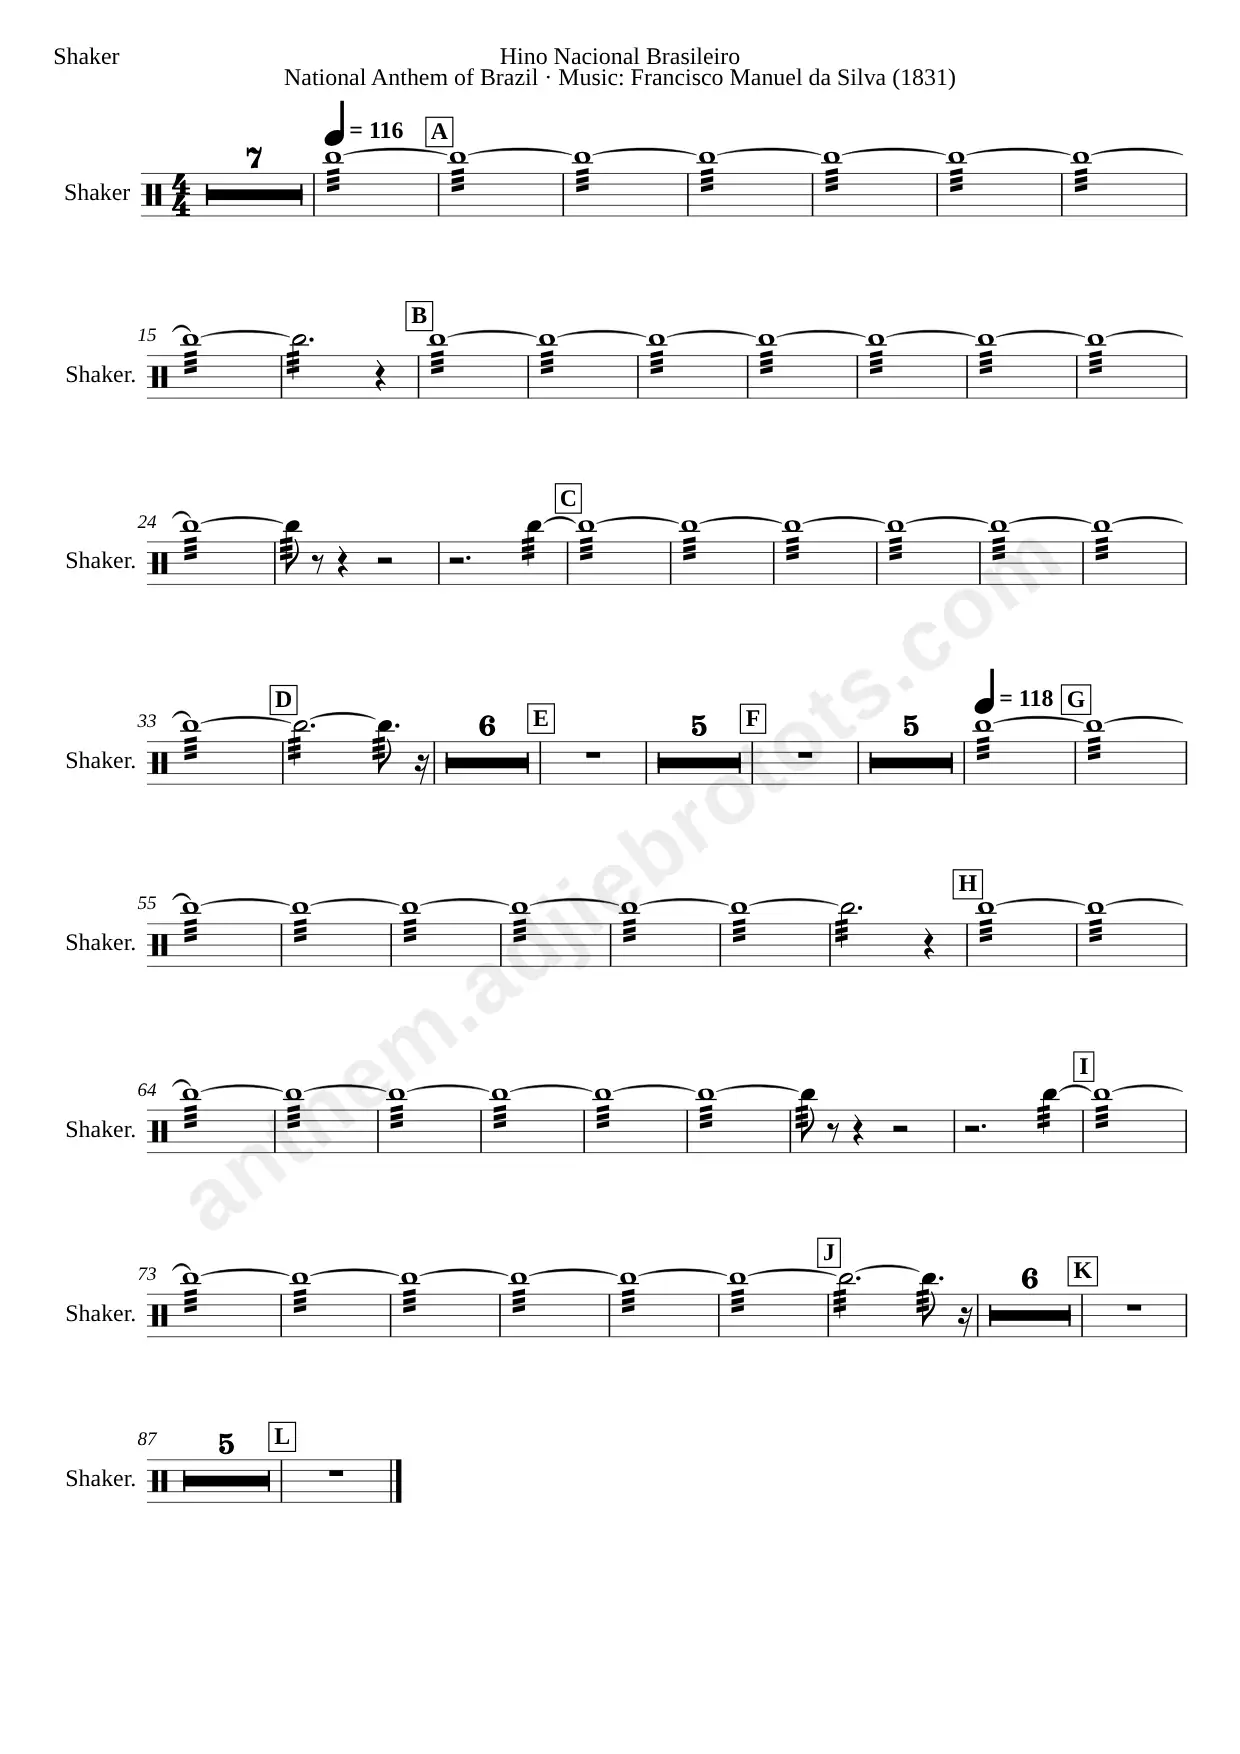 Shaker
Hino Nacional Brasileiro
National Anthem of Brazil · Music: Francisco Manuel da Silva (1831)
7
= 116
A
Shaker
4
4
15
B
Shaker.
24
C
Shaker.
33
D
6
E
5
F
5
= 118
G
Shaker.
55
H
Shaker.
64
I
Shaker.
73
J
6
K
Shaker.
87
5
L
Shaker.
anthem.adjiebrotots.com